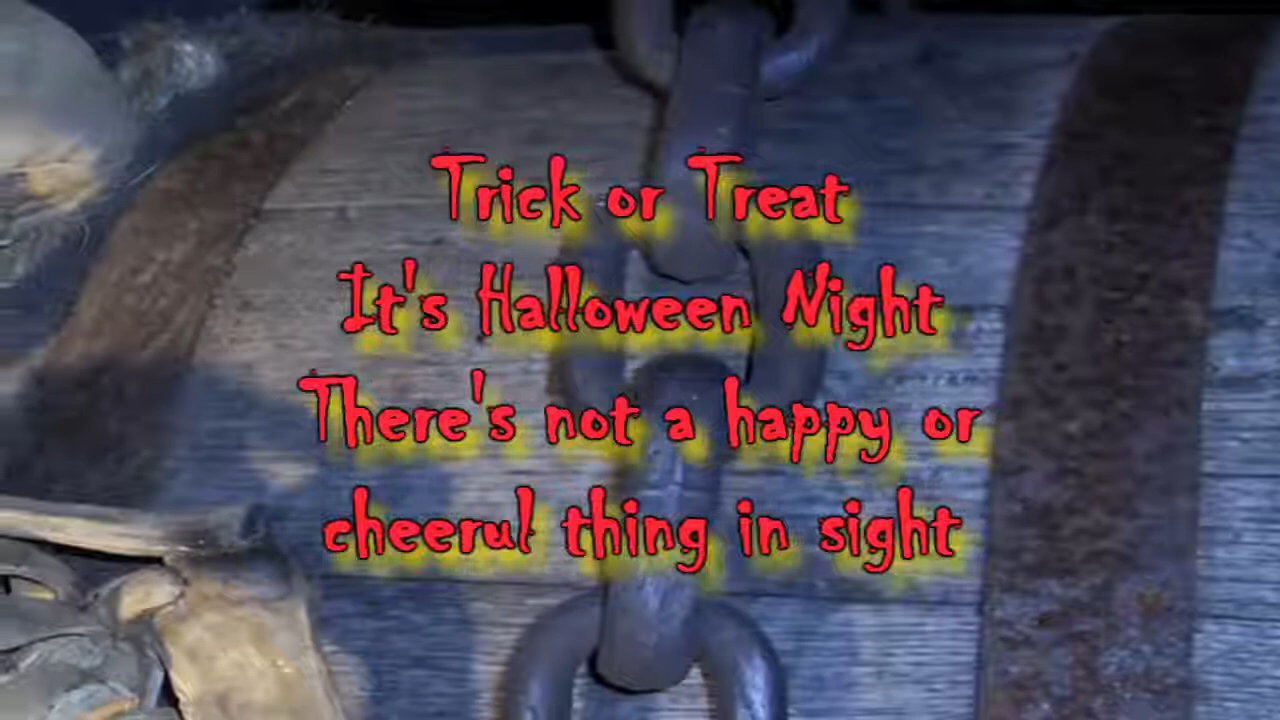 Trick or Treat
It's Halloween Night
There's not a happy or
cheerul thing in sight